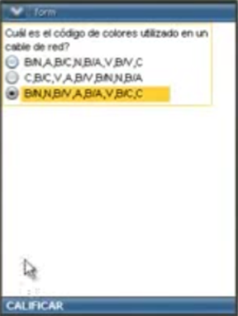 form
Cuál es el código de colores utilizado en un
cable de red?
B/N,A,B/C,N,B/A,V,B/V,C
C,B/C,V,A,B/V,B/N,N,B/A
B/N,N,B/V,A,B/A,V,B/C,C
CALIFICAR